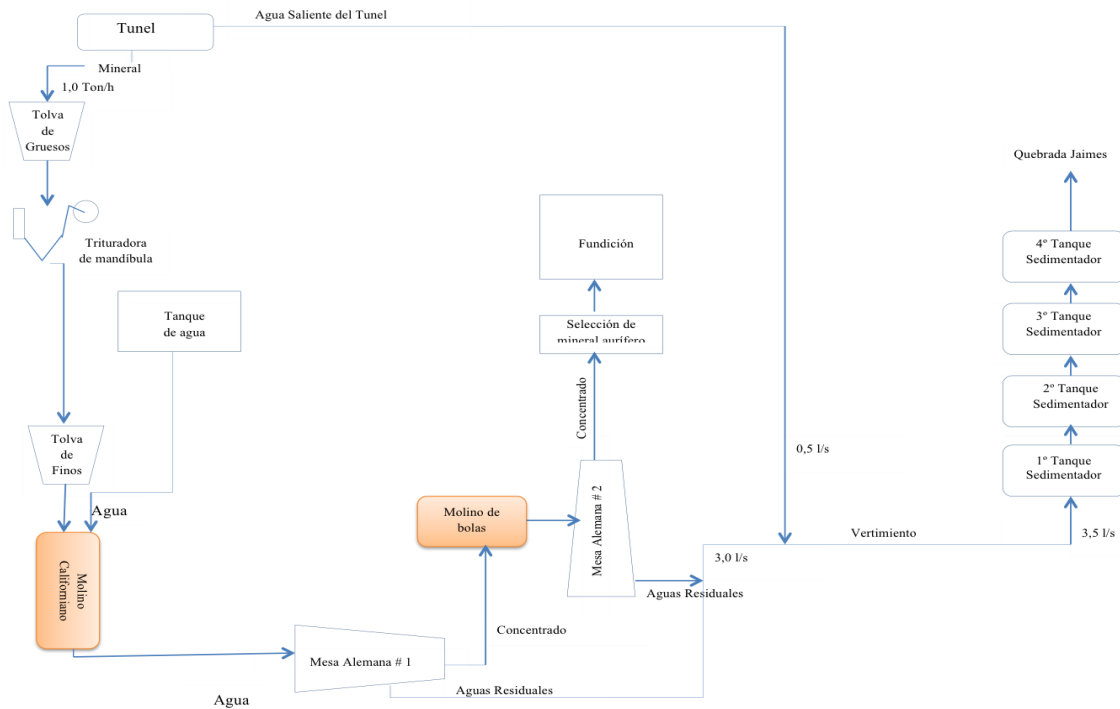 Agua Saliente del Tunel
Tunel
Mineral
1,0 Ton/h
Tolva
de
Gruesos
Trituradora
de mandíbula
Tanque
de agua
Tolva
de
Finos
Agua
Molino
Californiano
Mesa Alemana # 1
Agua
Aguas Residuales
Concentrado
Molino de
bolas
Mesa Alemana # 2
Aguas Residuales
Concentrado
Selección de
mineral aurífero
Fundición
0,5 l/s
3,0 l/s
Vertimiento
3,5 l/s
1º Tanque
Sedimentador
2º Tanque
Sedimentador
3º Tanque
Sedimentador
4º Tanque
Sedimentador
Quebrada Jaimes